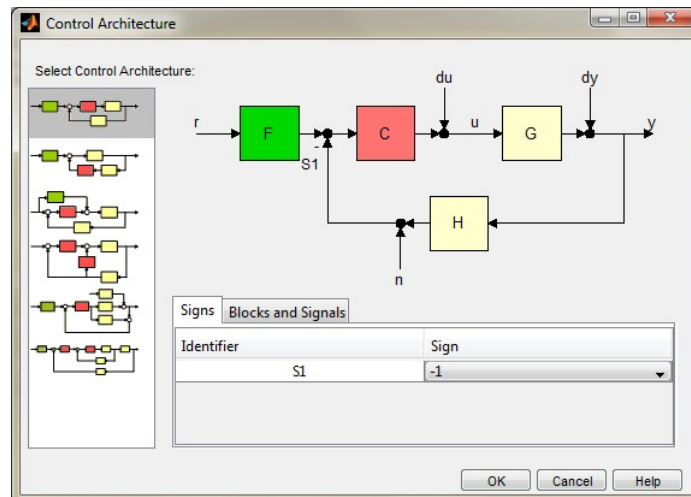 Control Architecture
Select Control Architecture:
du
dy
r
F
C
u
G
y
-
S1
H
n
Signs
Blocks and Signals
Identifier
Sign
S1
-1
OK
Cancel
Help